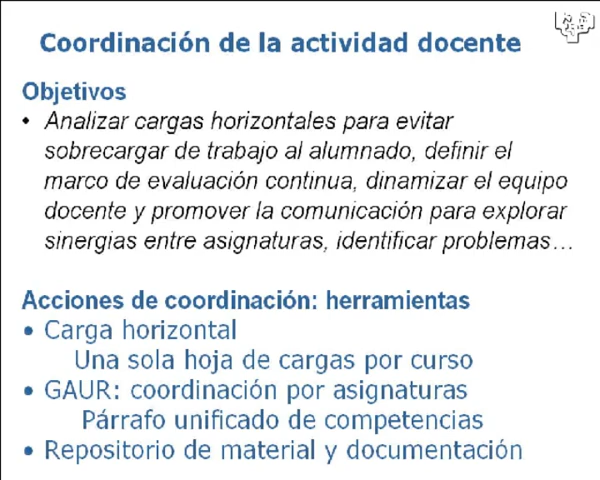 Coordinación de la actividad docente
Objetivos
• Analizar cargas horizontales para evitar
sobrecargar de trabajo al alumnado, definir el
marco de evaluación continua, dinamizar el equipo
docente y promover la comunicación para explorar
sinergias entre asignaturas, identificar problemas…
Acciones de coordinación: herramientas
• Carga horizontal
Una sola hoja de cargas por curso
• GAUR: coordinación por asignaturas
Párrafo unificado de competencias
• Repositorio de material y documentación